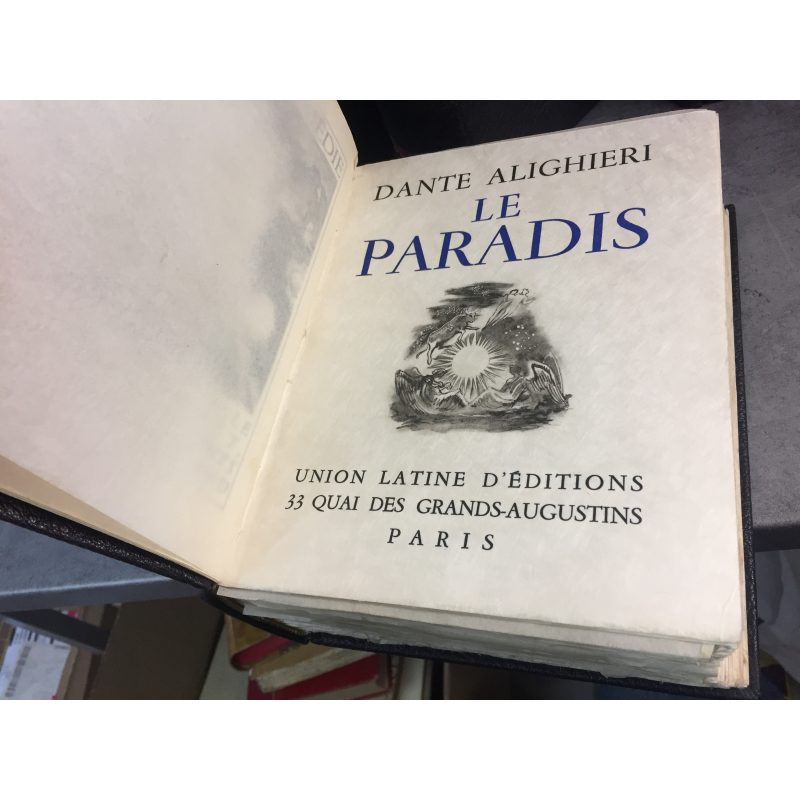 DANTE ALIGHIERI
LE
PARADIS
UNION LATINE D'ÉDITIONS
33 QUAI DES GRANDS-AUGUSTINS
PARIS